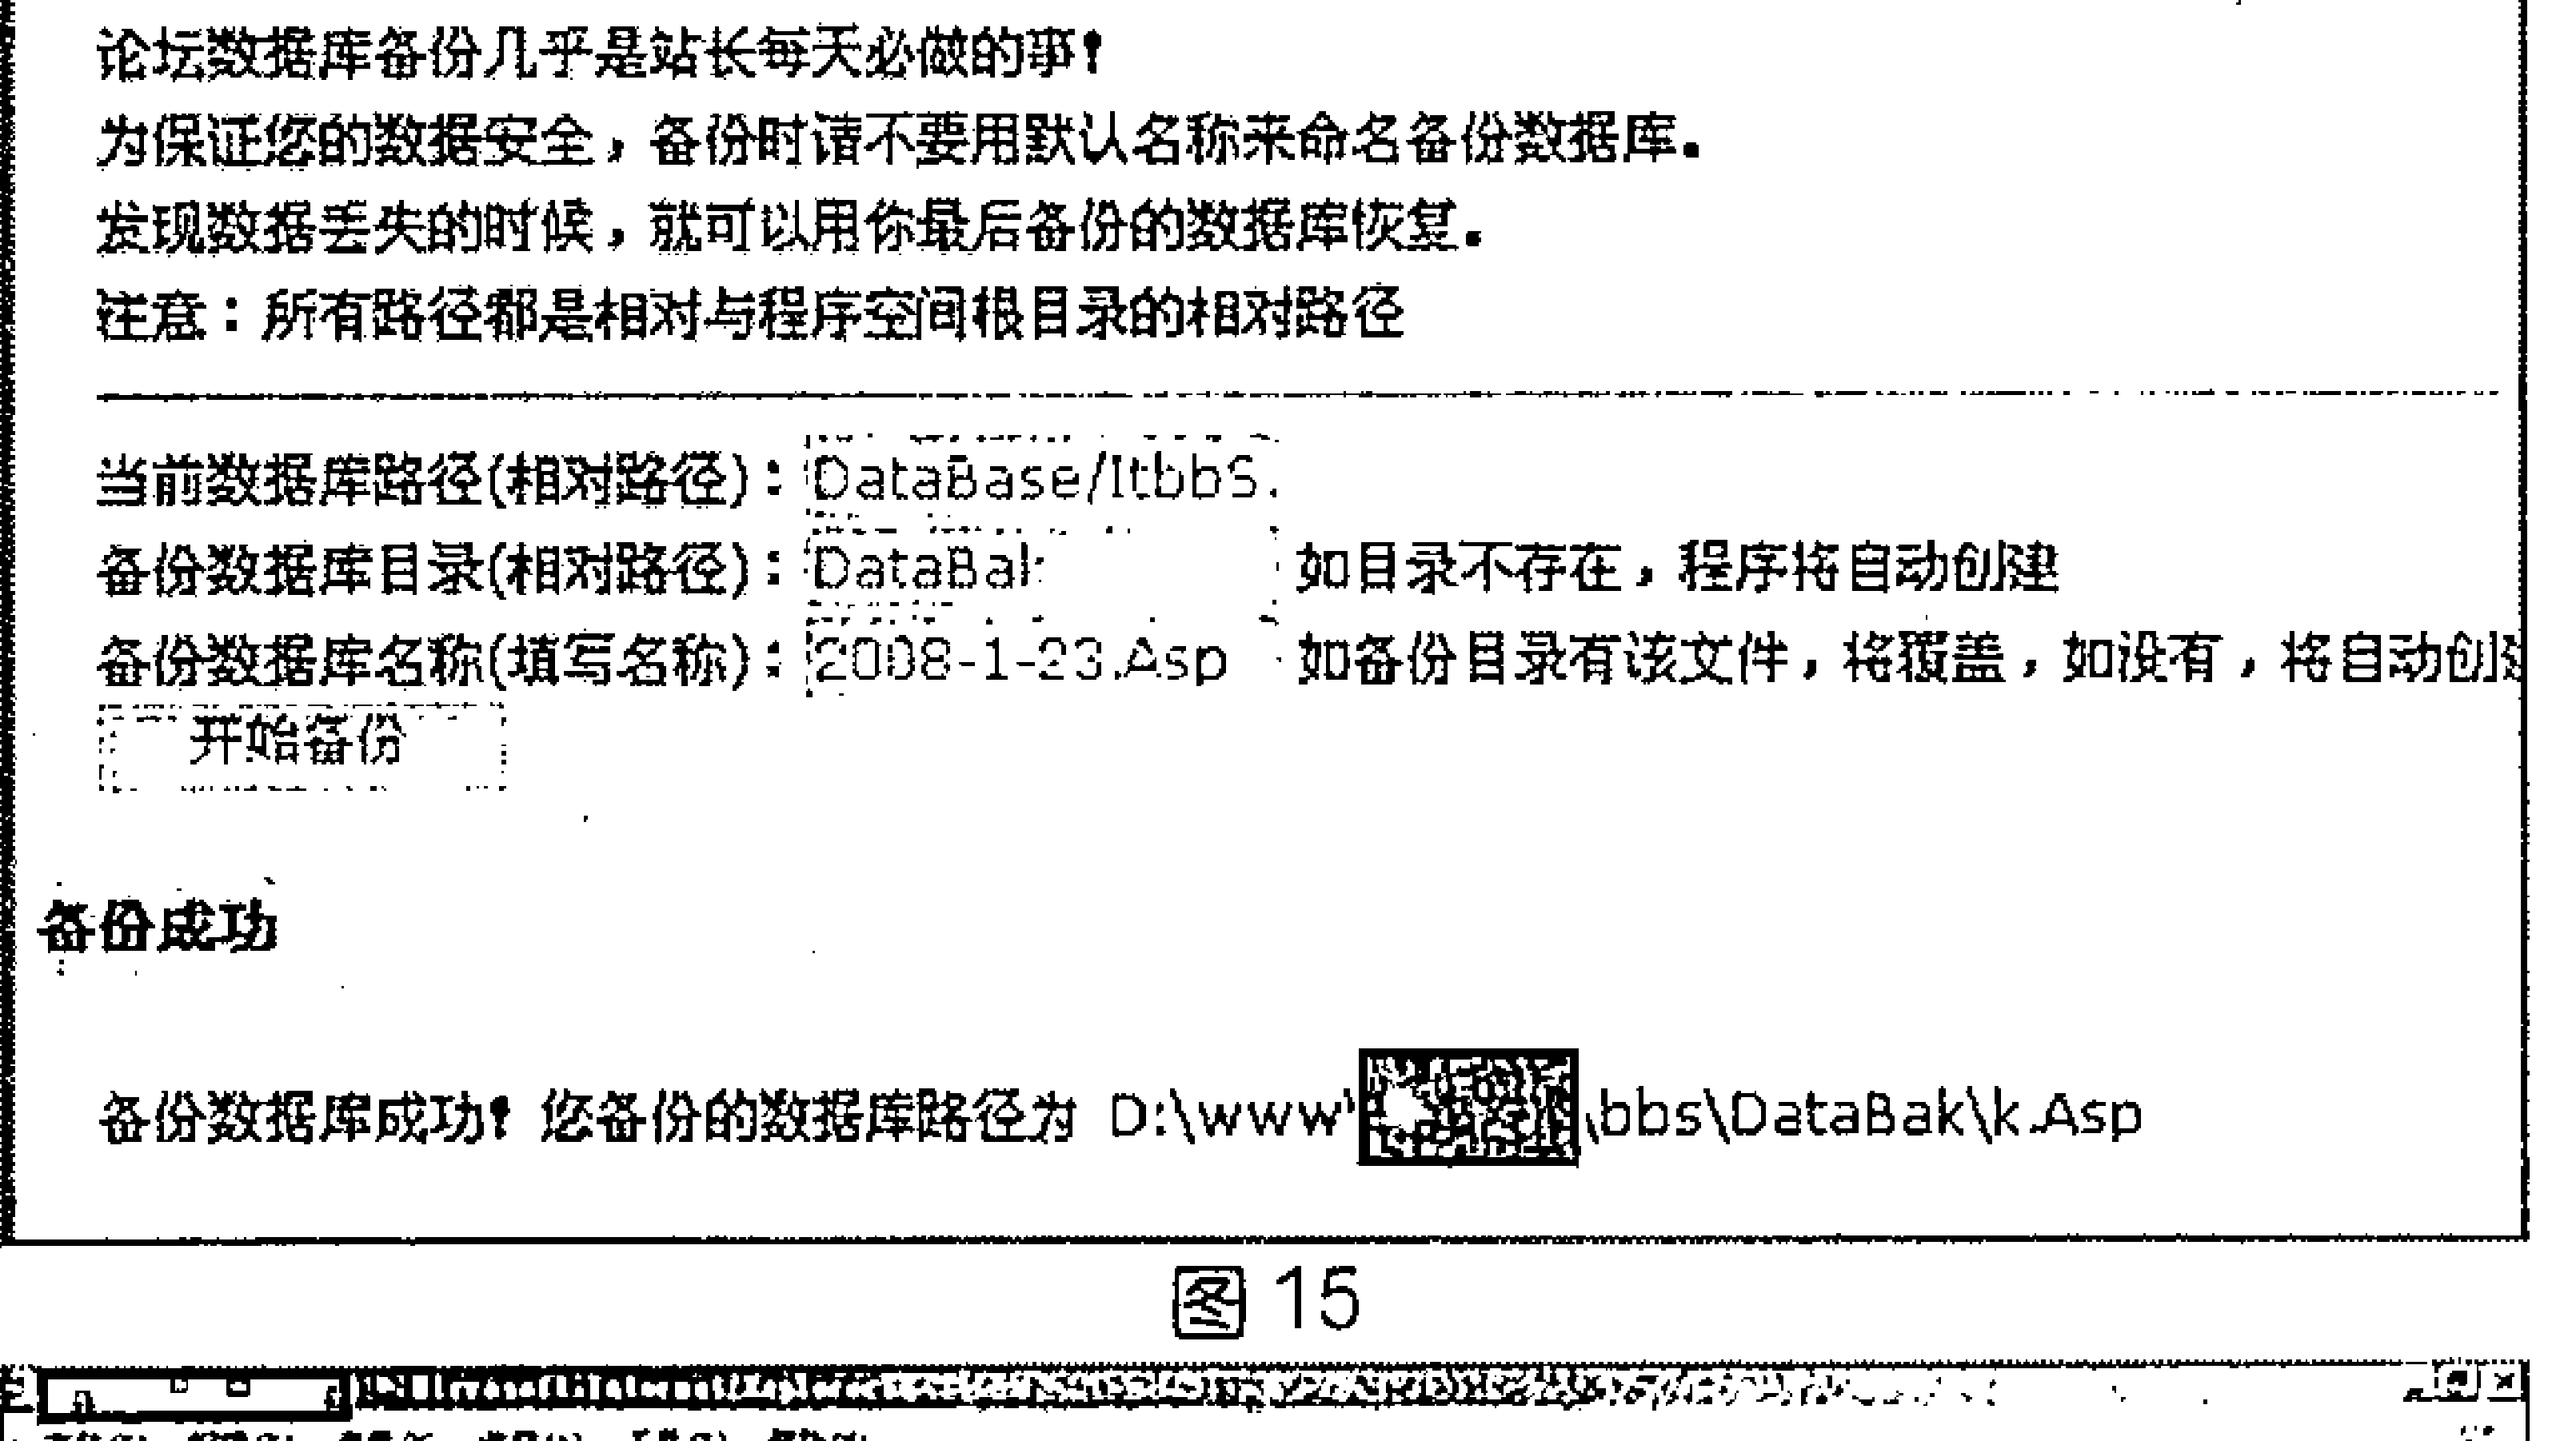 论坛数据库备份几乎是站长每天必做的事!
为保证您的数据安全，备份时请不要用默认名称来命名备份数据库.
发现数据丢失的时候，就可以用你最后备份的数据库恢复.
注意：所有路径都是相对与程序空间根目录的相对路径
当前数据库路径(相对路径)：DataBase/ItbbS.
备份数据库目录(相对路径)：DataBak 如目录不存在，程序将自动创建
备份数据库名称(填写名称)：2008-1-23.Asp 如备份目录有该文件，将覆盖，如没有，将自动创
开始备份
备份成功
备份数据库成功! 您备份的数据库路径为 D:\www\ \bbs\DataBak\k.Asp
图 15